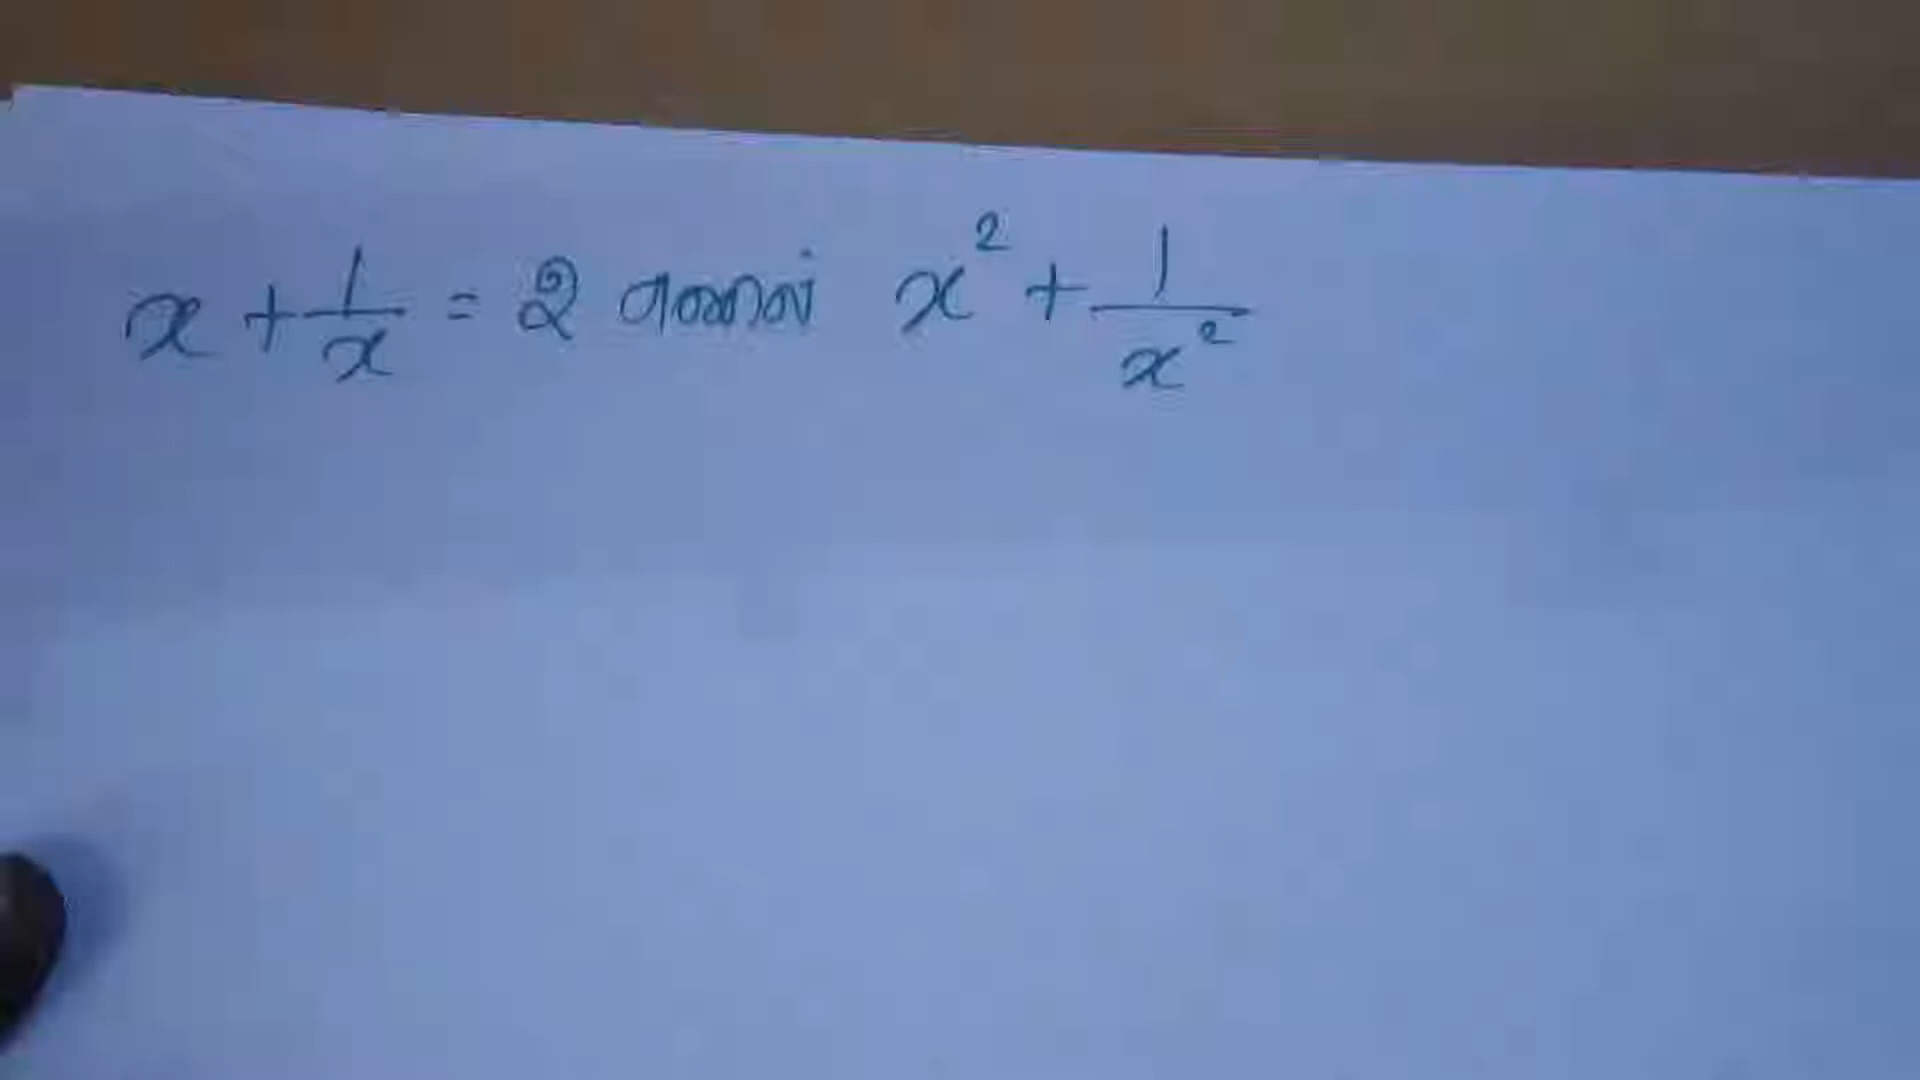 x + 1/x = 2 எனில் x² + 1/x²